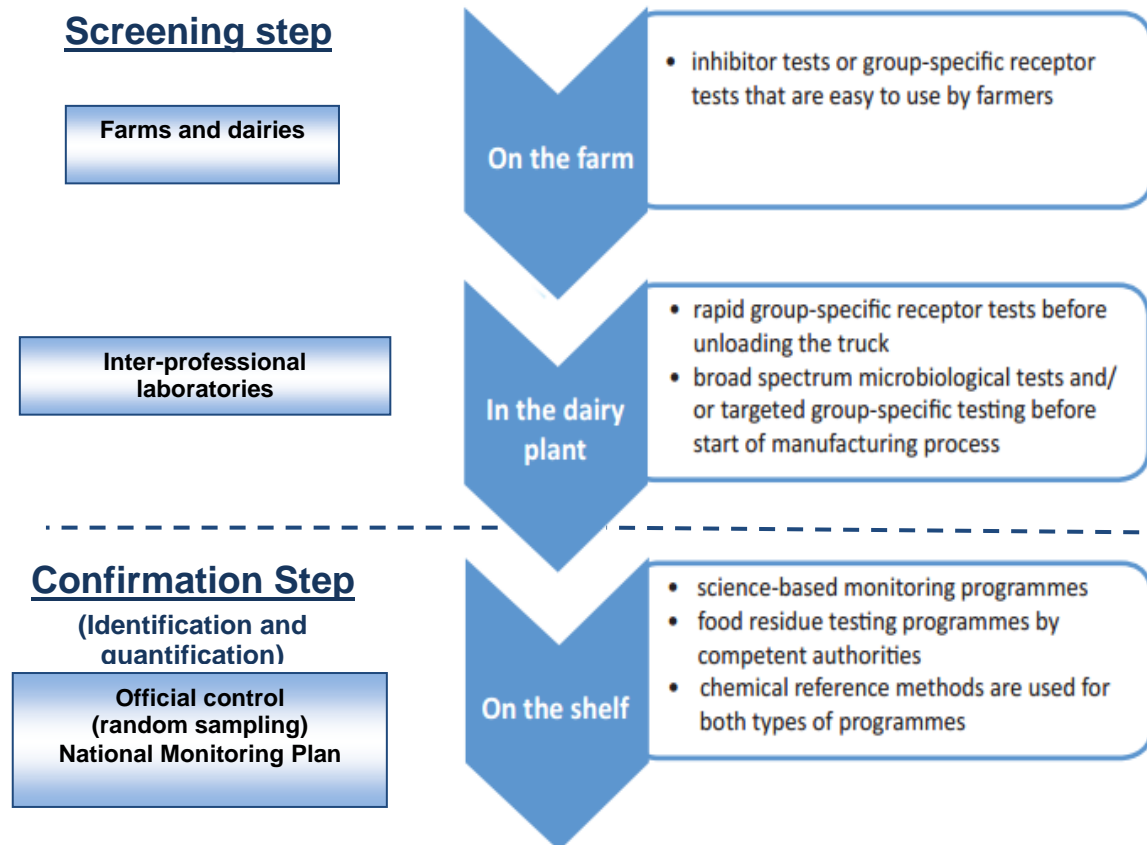 Screening step
Farms and dairies
On the farm
• inhibitor tests or group-specific receptor
tests that are easy to use by farmers
Inter-professional
laboratories
In the dairy
plant
• rapid group-specific receptor tests before
unloading the truck
• broad spectrum microbiological tests and/
or targeted group-specific testing before
start of manufacturing process
Confirmation Step
(Identification and
quantification)
Official control
(random sampling)
National Monitoring Plan
On the shelf
• science-based monitoring programmes
• food residue testing programmes by
competent authorities
• chemical reference methods are used for
both types of programmes